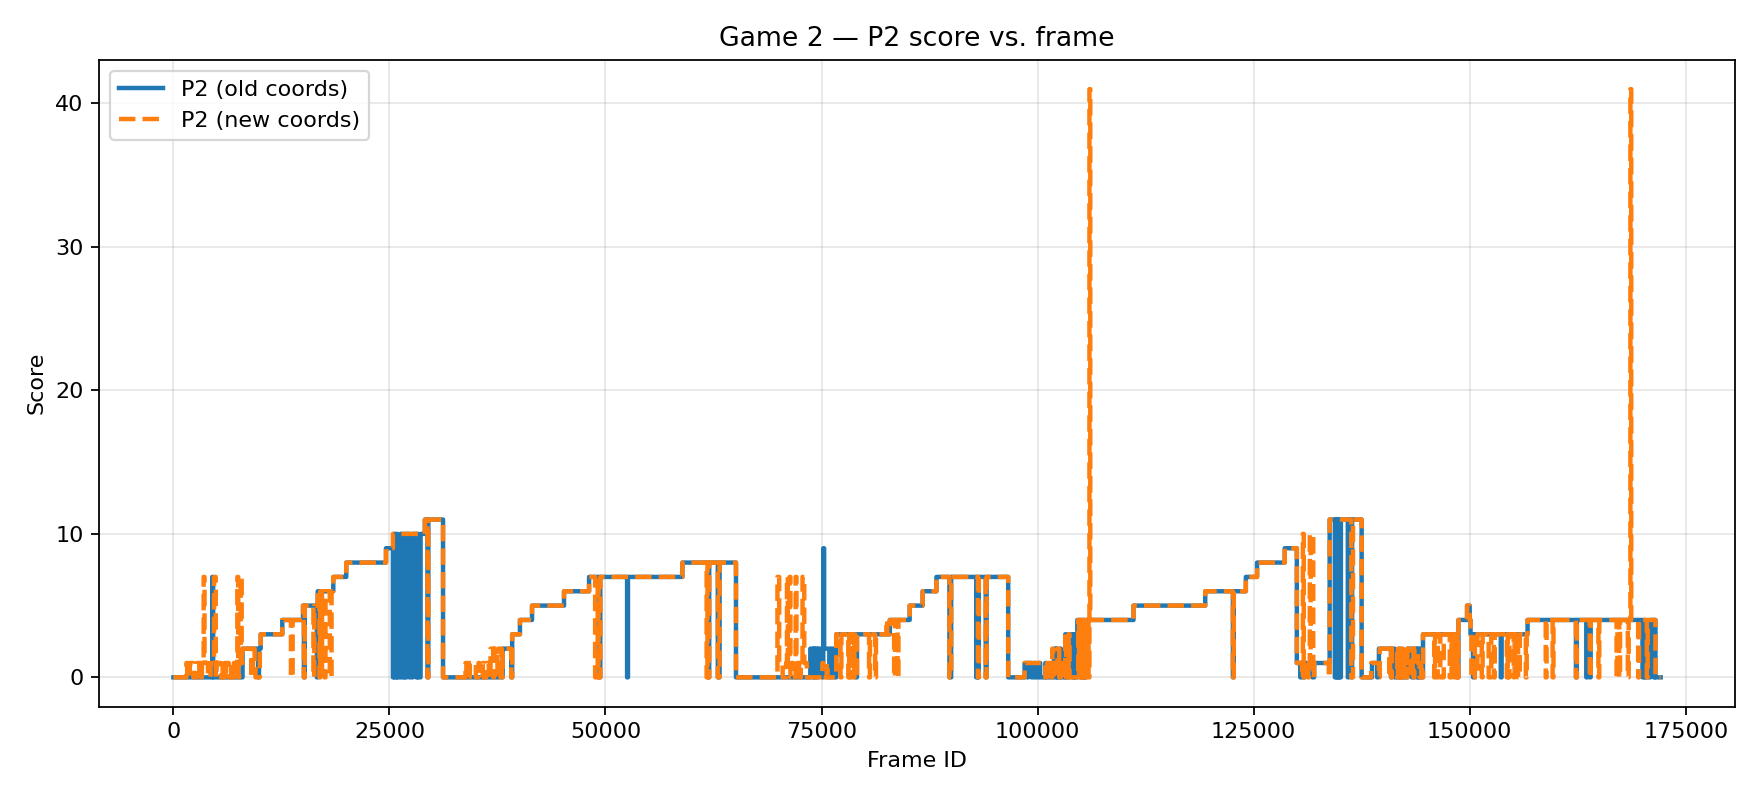 Game 2 — P2 score vs. frame
P2 (old coords)
P2 (new coords)
40
30
20
10
0
Score
0 25000 50000 75000 100000 125000 150000 175000
Frame ID